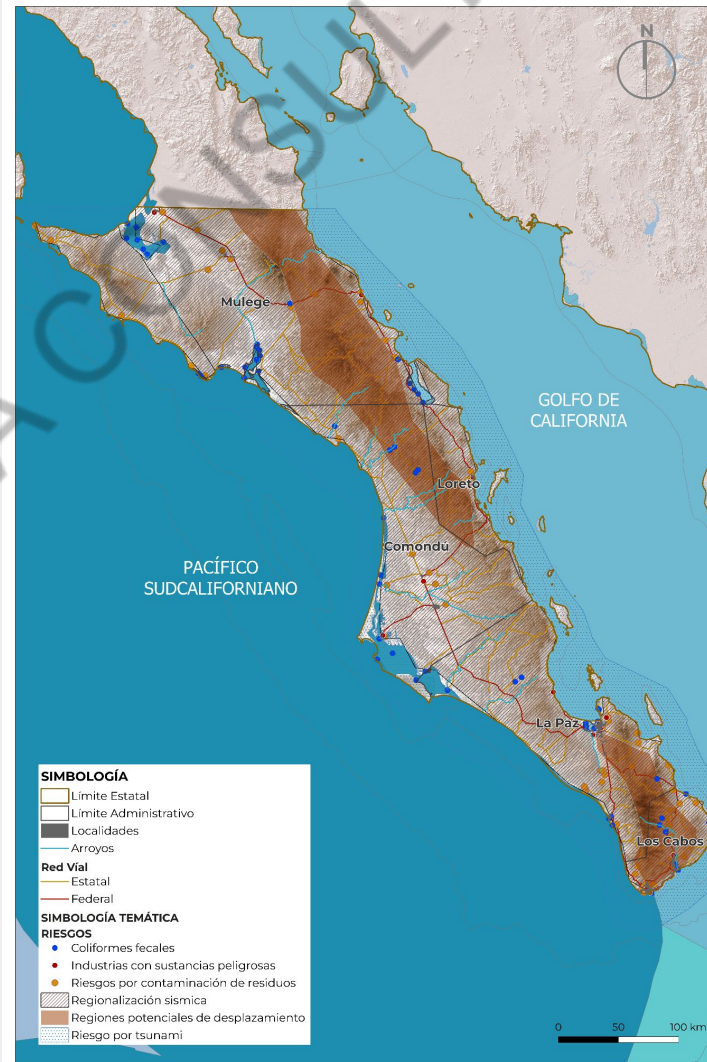 A CONSUL
N
Mulegé
GOLFO DE
CALIFORNIA
Loreto
Comondú
PACÍFICO
SUDCALIFORNIANO
La Paz
Los Cabos
SIMBOLOGÍA
Límite Estatal
Límite Administrativo
Localidades
Arroyos
Red Víal
Estatal
Federal
SIMBOLOGÍA TEMÁTICA
RIESGOS
Coliformes fecales
Industrias con sustancias peligrosas
Riesgos por contaminación de residuos
Regionalización sismica
Regiones potenciales de desplazamiento
Riesgo por tsunami
0 50 100 km